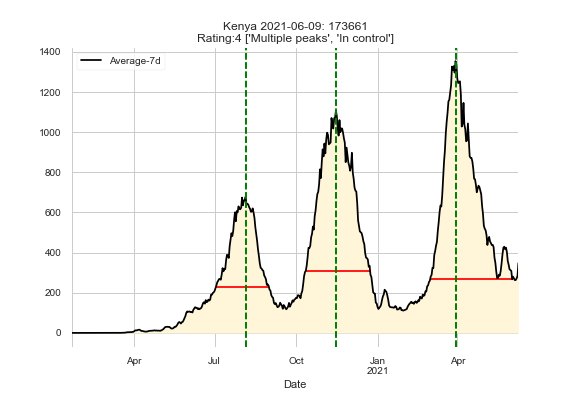 Kenya 2021-06-09: 173661
Rating:4 ['Multiple peaks', 'In control']
Average-7d
1400
1200
1000
800
600
400
200
0
Apr
Jul
Oct
Jan
2021
Apr
Date